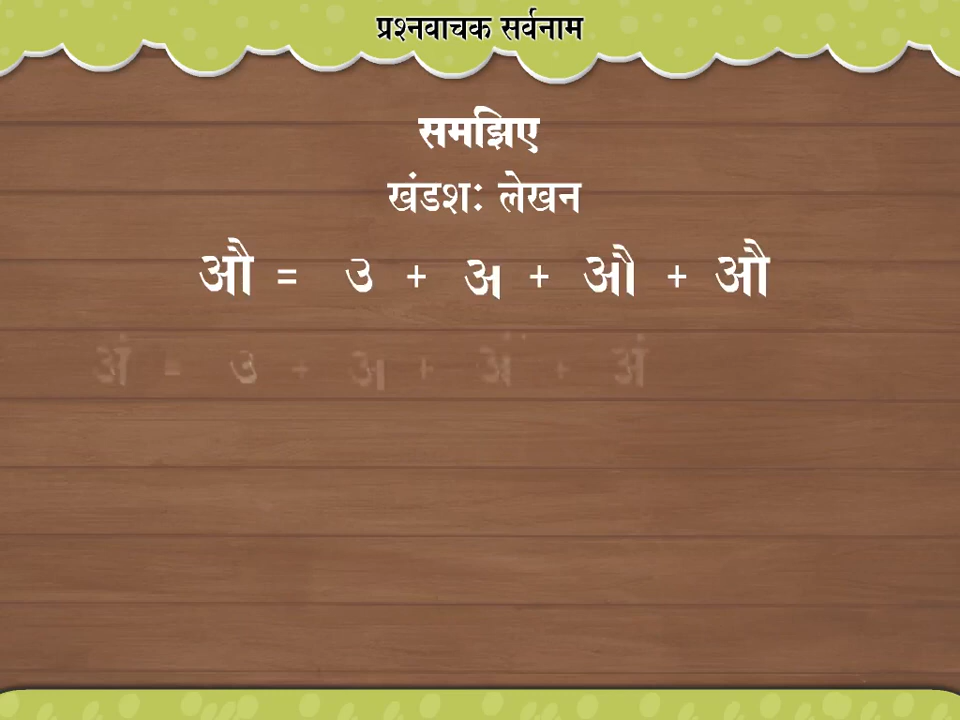 प्रश्नवाचक सर्वनाम
समझिए
खंडशः लेखन
औ = उ + अ + औ + औ
अं = उ + अ + अं + अं